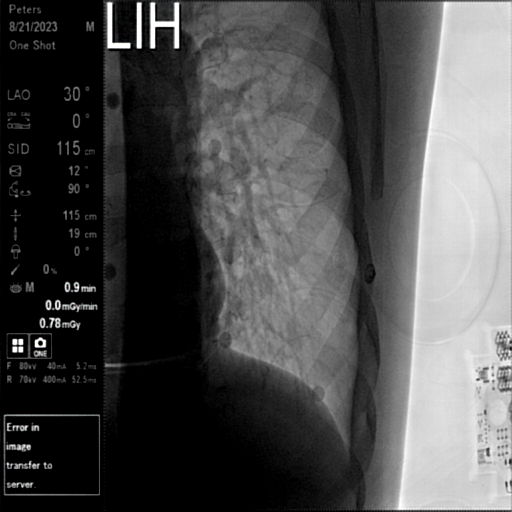 Peters
8/21/2023 M
One Shot
LIH
LAO 30°
0°
SID 115 cm
12°
90°
115 cm
19 cm
0°
0%
M 0.9 min
0.0 mGy/min
0.78 mGy
ONE
F 80kV 40mA 5.2ms
R 70kV 400mA 52.5ms
Error in
image
transfer to
server.